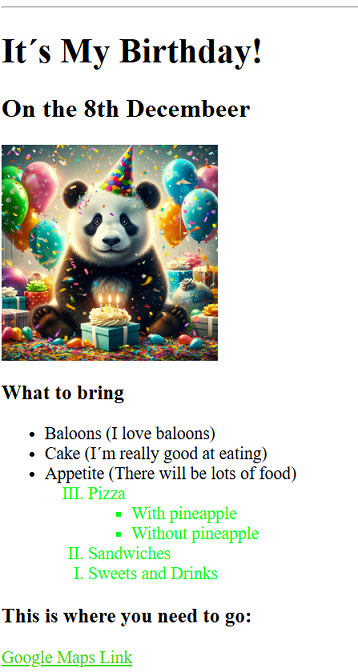 It´s My Birthday!
On the 8th Decembeer
What to bring
• Baloons (I love baloons)
• Cake (I´m really good at eating)
• Appetite (There will be lots of food)
III. Pizza
▪ With pineapple
▪ Without pineapple
II. Sandwiches
I. Sweets and Drinks
This is where you need to go:
Google Maps Link